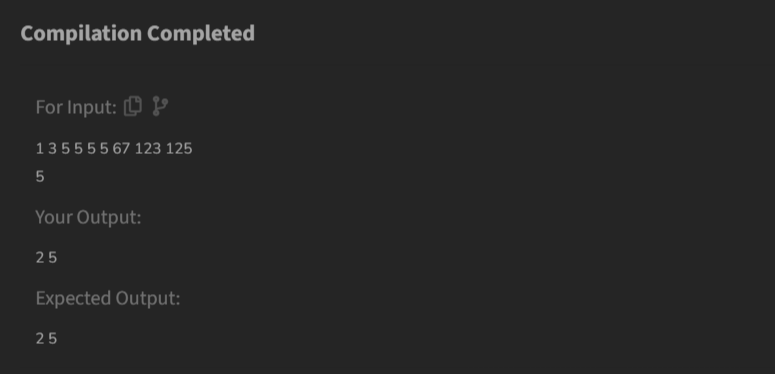 Compilation Completed
For Input:
1 3 5 5 5 5 67 123 125
5
Your Output:
2 5
Expected Output:
2 5